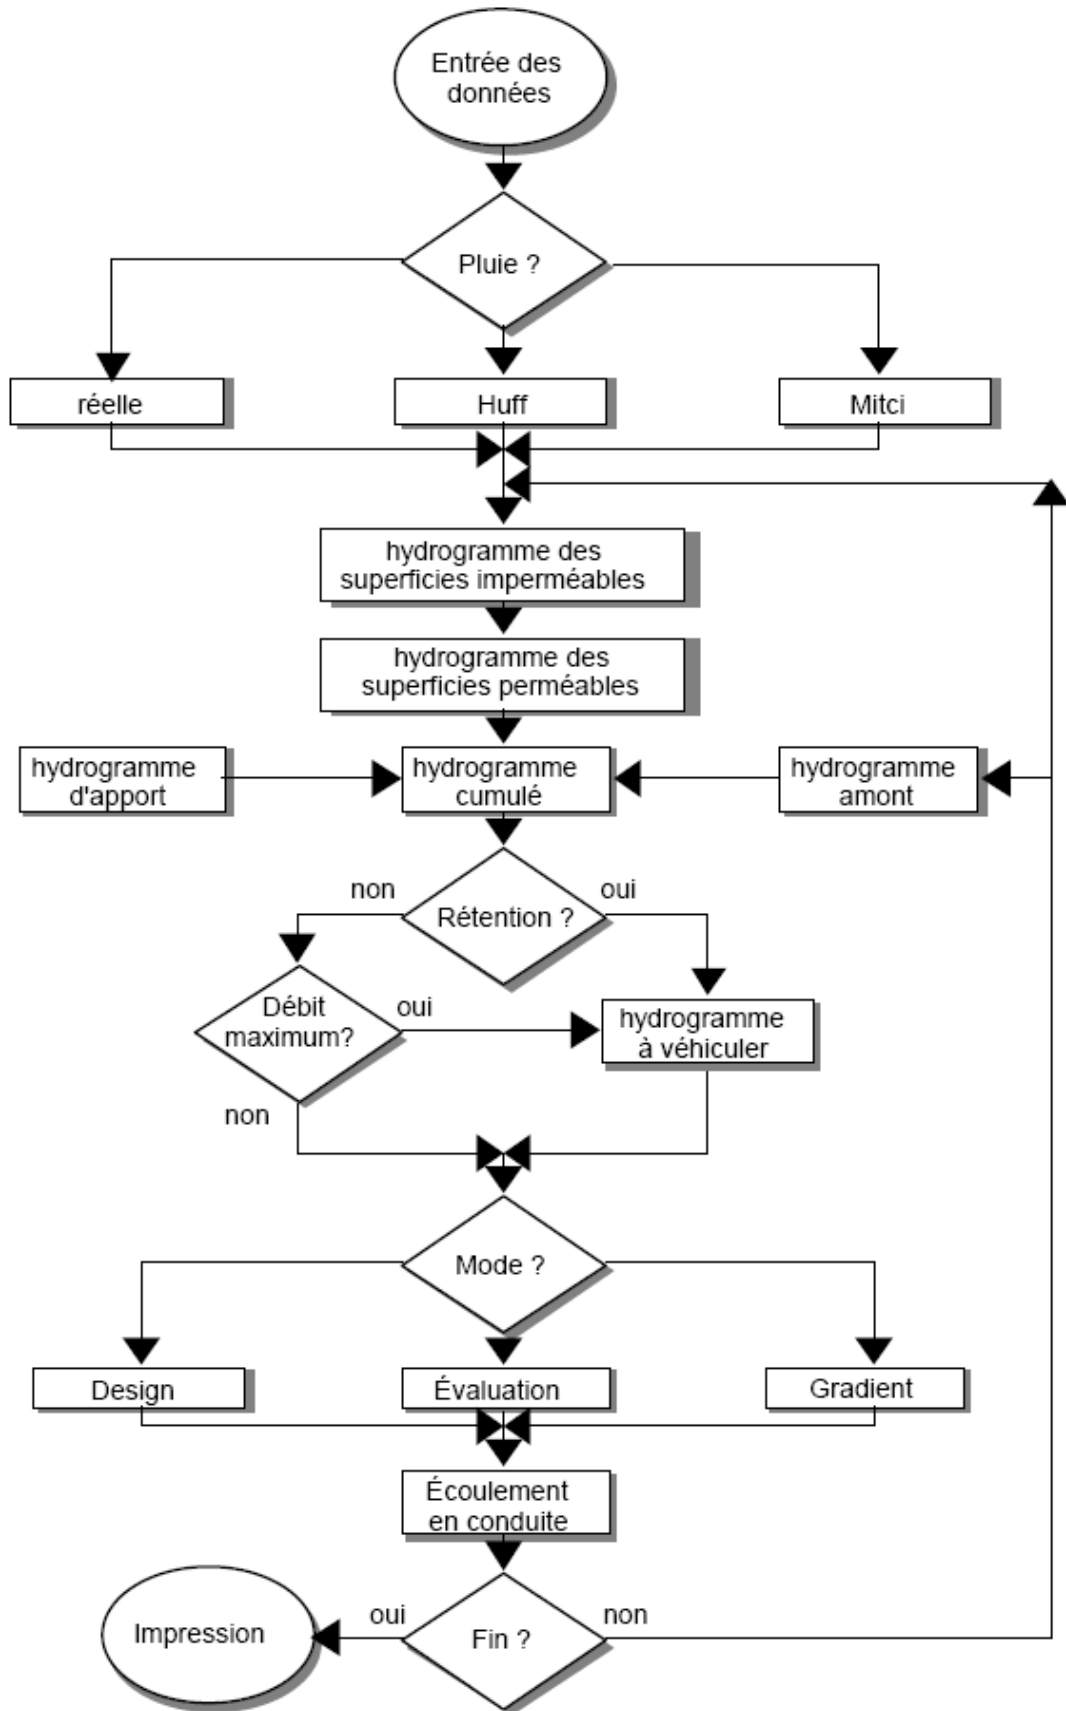 Entrée des
données
Pluie ?
réelle
Huff
Mitci
hydrogramme des
superficies imperméables
hydrogramme des
superficies perméables
hydrogramme
d'apport
hydrogramme
cumulé
hydrogramme
amont
non
oui
Rétention ?
Débit
maximum?
oui
hydrogramme
à véhiculer
non
Mode ?
Design
Évaluation
Gradient
Écoulement
en conduite
Impression
oui
Fin ?
non